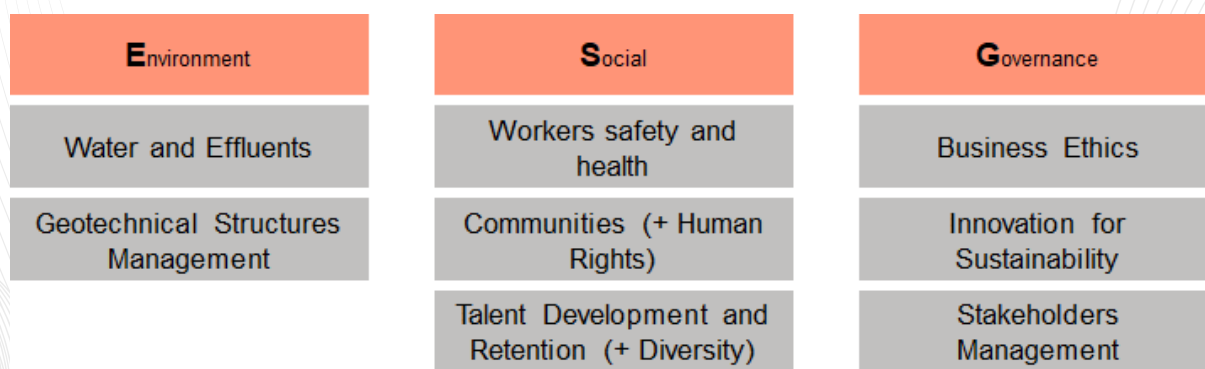 Environment
Water and Effluents
Geotechnical Structures
Management
Social
Workers safety and
health
Communities (+ Human
Rights)
Talent Development and
Retention (+ Diversity)
Governance
Business Ethics
Innovation for
Sustainability
Stakeholders
Management